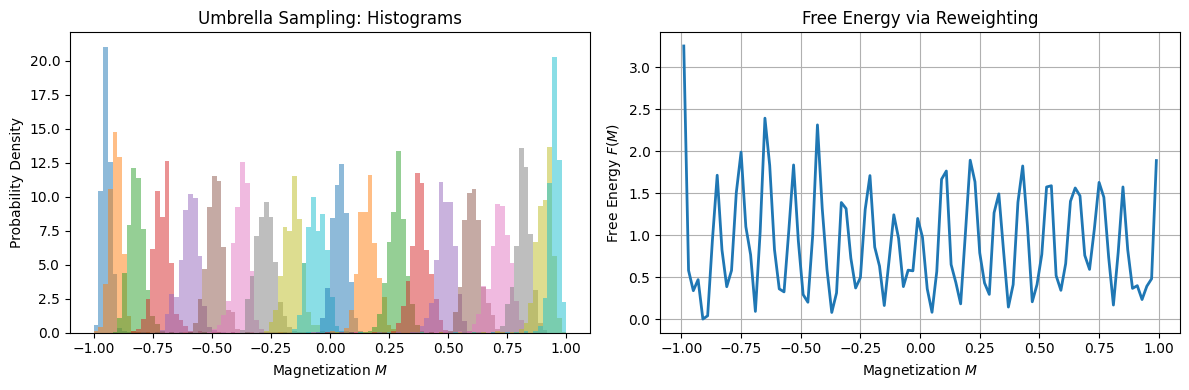 Umbrella Sampling: Histograms
Probability Density
20.0
17.5
15.0
12.5
10.0
7.5
5.0
2.5
0.0
−1.00 −0.75 −0.50 −0.25 0.00 0.25 0.50 0.75 1.00
Magnetization M
Free Energy via Reweighting
Free Energy F(M)
3.0
2.5
2.0
1.5
1.0
0.5
0.0
−1.00 −0.75 −0.50 −0.25 0.00 0.25 0.50 0.75 1.00
Magnetization M